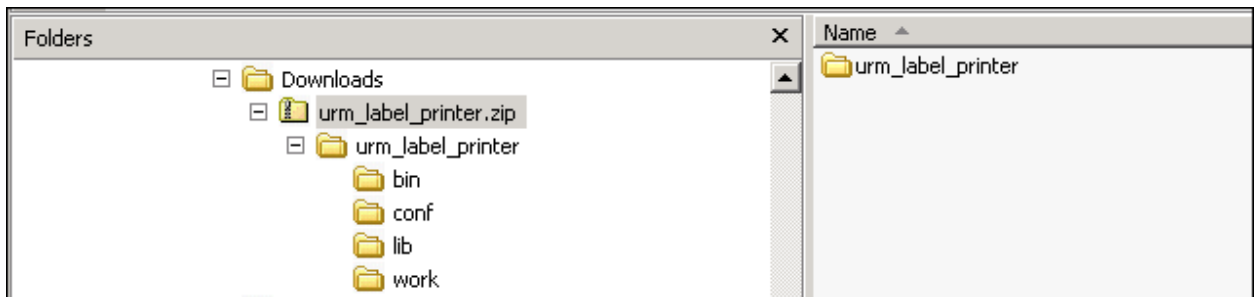 Folders
Downloads
urm_label_printer.zip
urm_label_printer
bin
conf
lib
work
Name
urm_label_printer